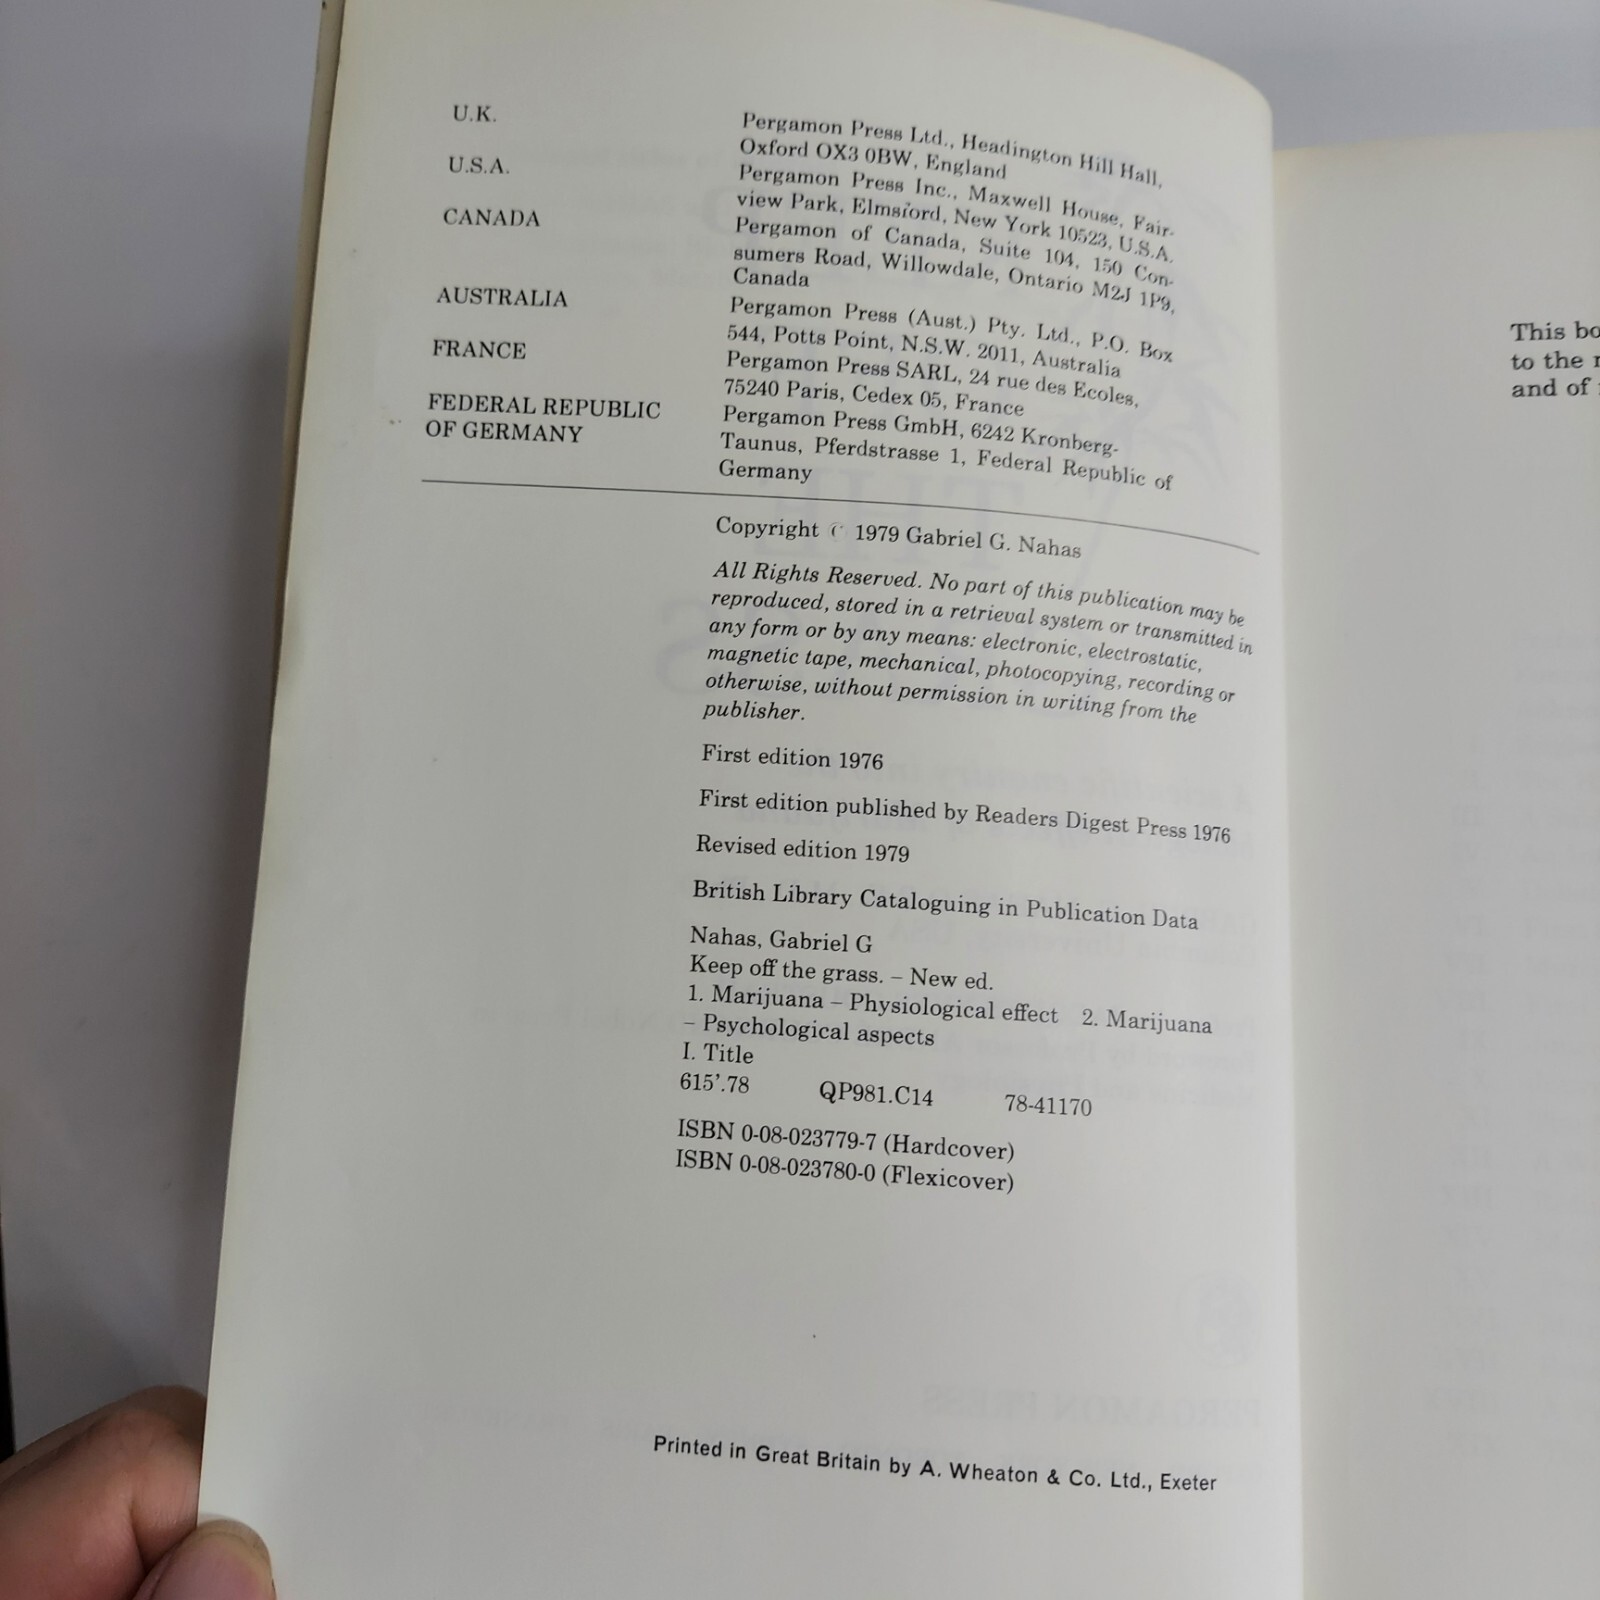 U.K.
Pergamon Press Ltd., Headington Hill Hall,
Oxford OX3 0BW, England
U.S.A.
Pergamon Press Inc., Maxwell House, Fair-
view Park, Elmsford, New York 10523, U.S.A.
CANADA
Pergamon of Canada, Suite 104, 150 Con-
sumers Road, Willowdale, Ontario M2J 1P9,
Canada
AUSTRALIA
Pergamon Press (Aust.) Pty. Ltd., P.O. Box
544, Potts Point, N.S.W. 2011, Australia
FRANCE
Pergamon Press SARL, 24 rue des Ecoles,
75240 Paris, Cedex 05, France
FEDERAL REPUBLIC
OF GERMANY
Pergamon Press GmbH, 6242 Kronberg-
Taunus, Pferdstrasse 1, Federal Republic of
Germany
Copyright © 1979 Gabriel G. Nahas
All Rights Reserved. No part of this publication may be
reproduced, stored in a retrieval system or transmitted in
any form or by any means: electronic, electrostatic,
magnetic tape, mechanical, photocopying, recording or
otherwise, without permission in writing from the
publisher.
First edition 1976
First edition published by Readers Digest Press 1976
Revised edition 1979
British Library Cataloguing in Publication Data
Nahas, Gabriel G
Keep off the grass. – New ed.
1. Marijuana – Physiological effect 2. Marijuana
– Psychological aspects
I. Title
615'.78 QP981.C14 78-41170
ISBN 0-08-023779-7 (Hardcover)
ISBN 0-08-023780-0 (Flexicover)
Printed in Great Britain by A. Wheaton & Co. Ltd., Exeter
This bo
to the
and of